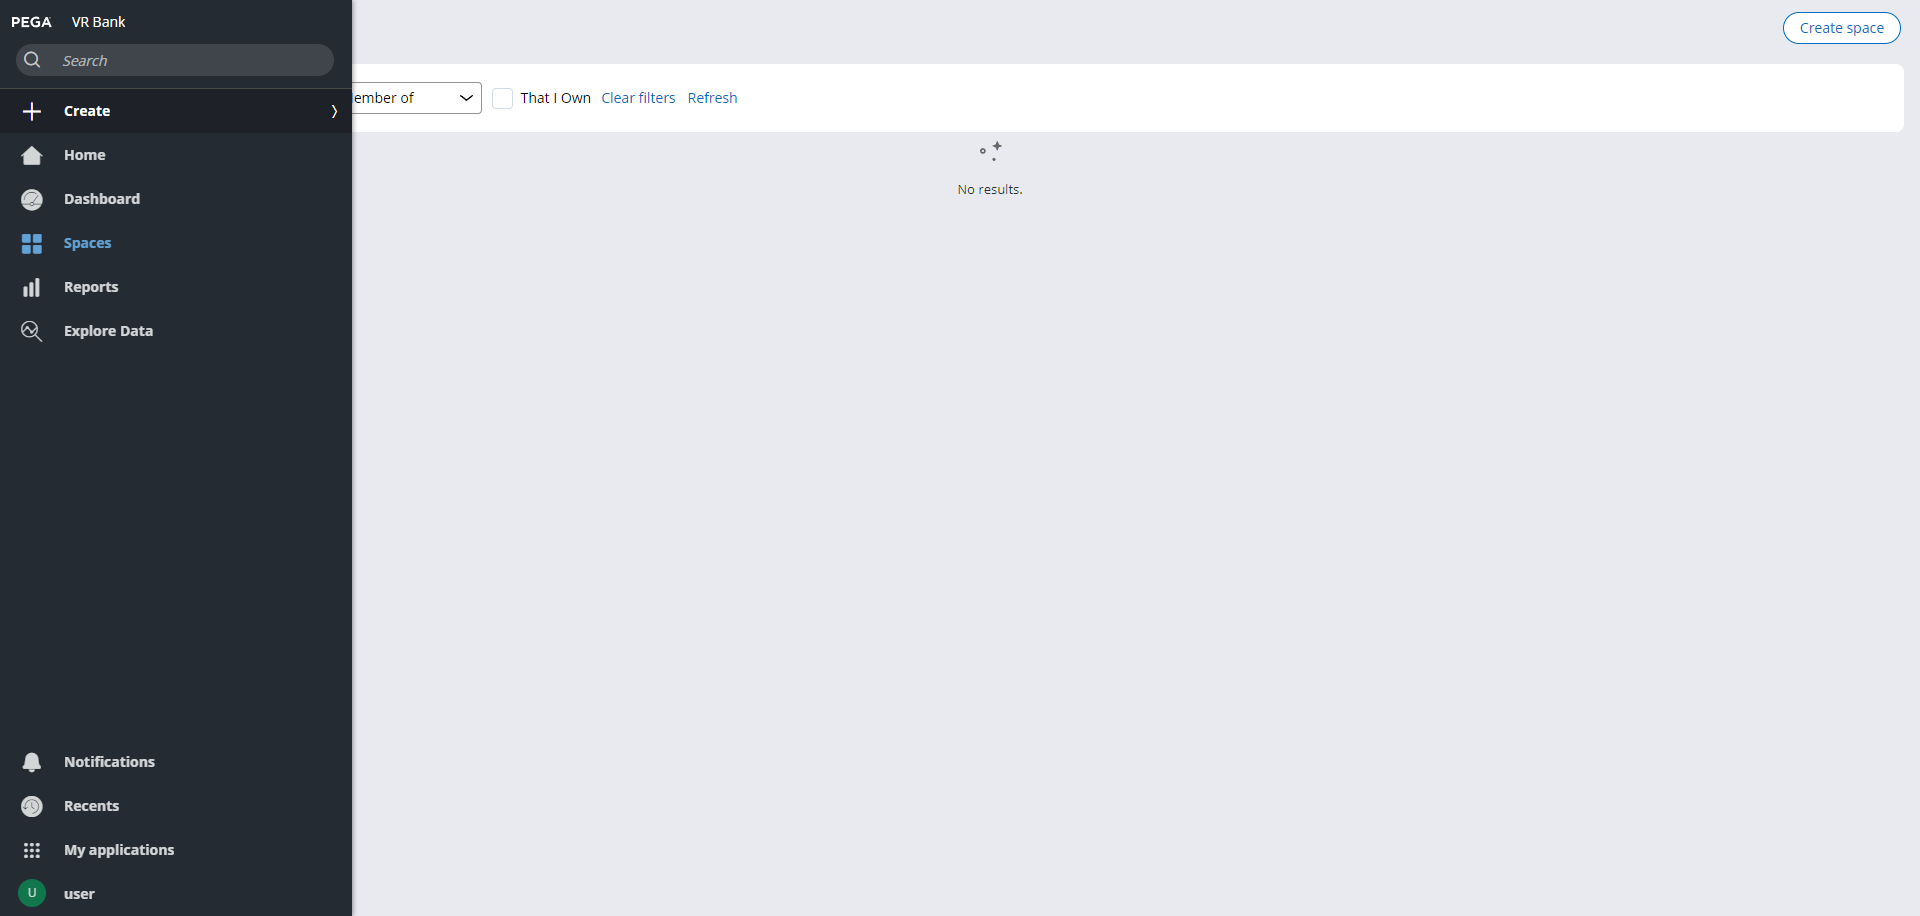 PEGA VR Bank
Search
Create
Home
Dashboard
Spaces
Reports
Explore Data
Notifications
Recents
My applications
U user
Create space
of That I Own Clear filters Refresh
No results.